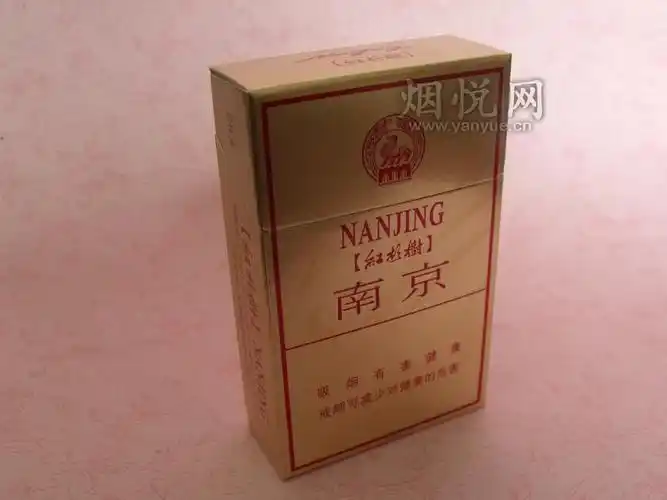 烟悦网
www.yanyue.cn
NANJING
【紅杉樹】
南京
吸烟有害健康
戒烟可减少对健康的危害